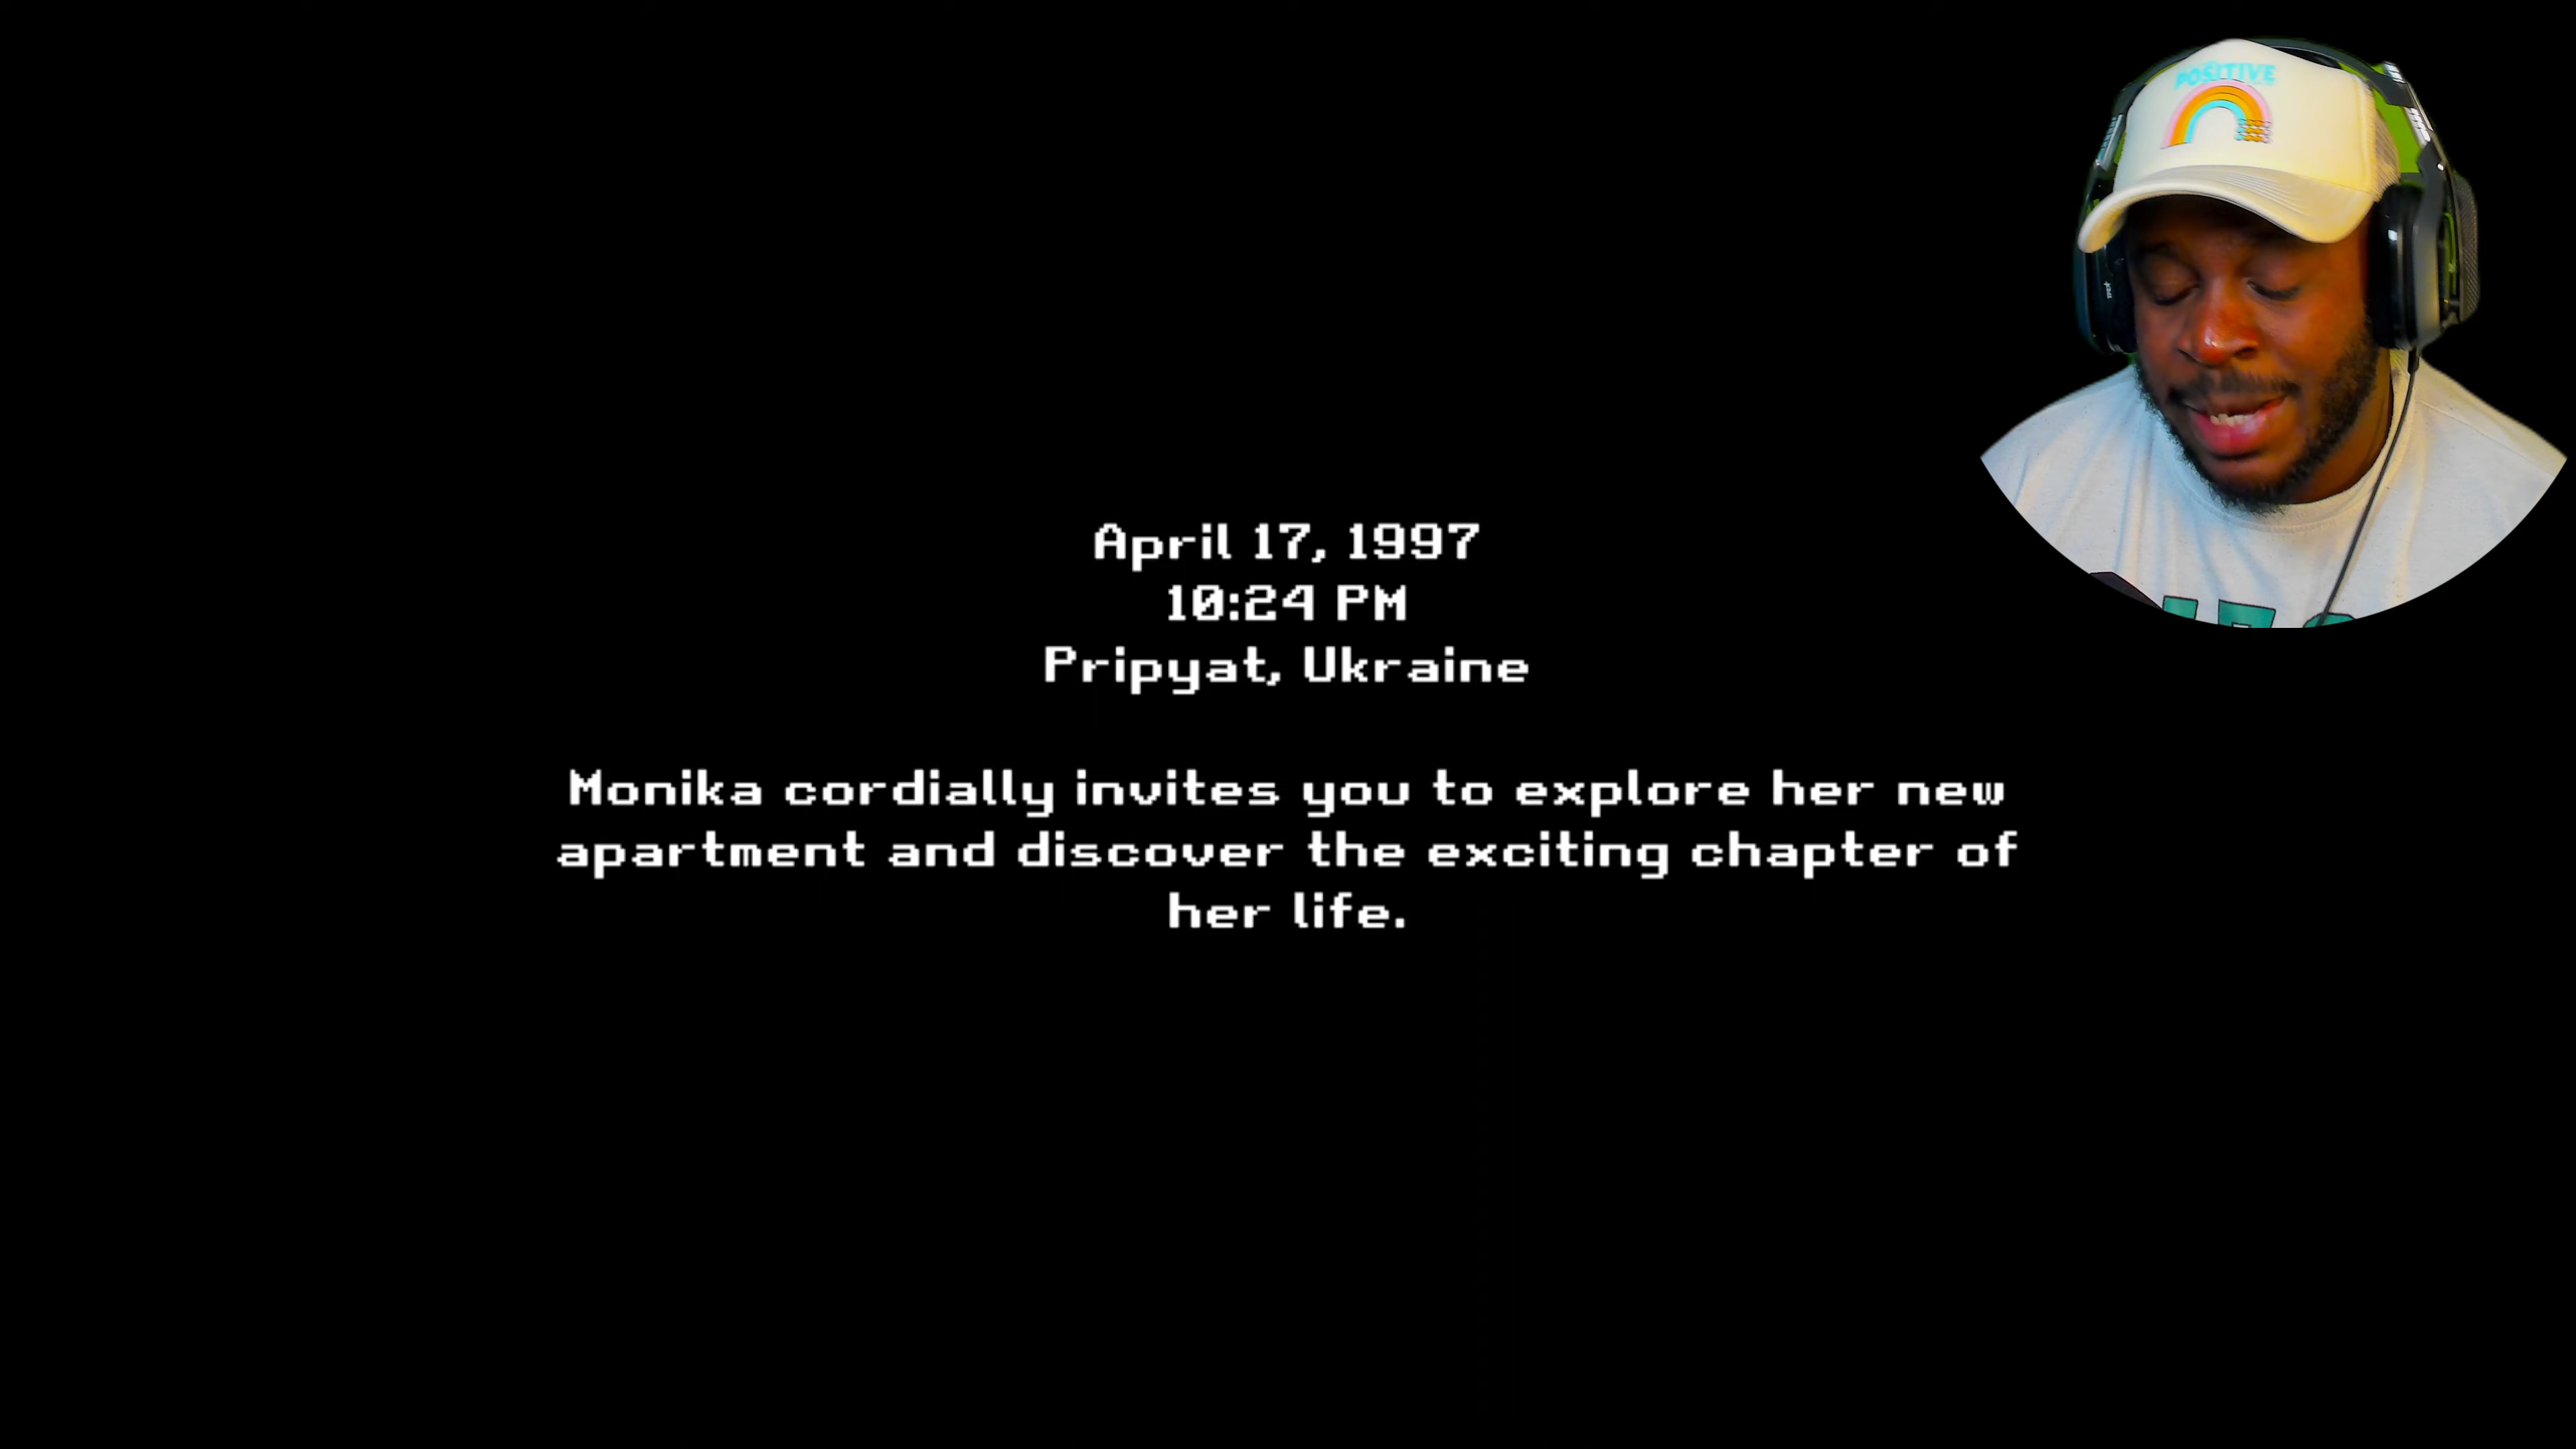 POSITIVE
April 17, 1997
10:24 PM
Pripyat, Ukraine
Monika cordially invites you to explore her new
apartment and discover the exciting chapter of
her life.